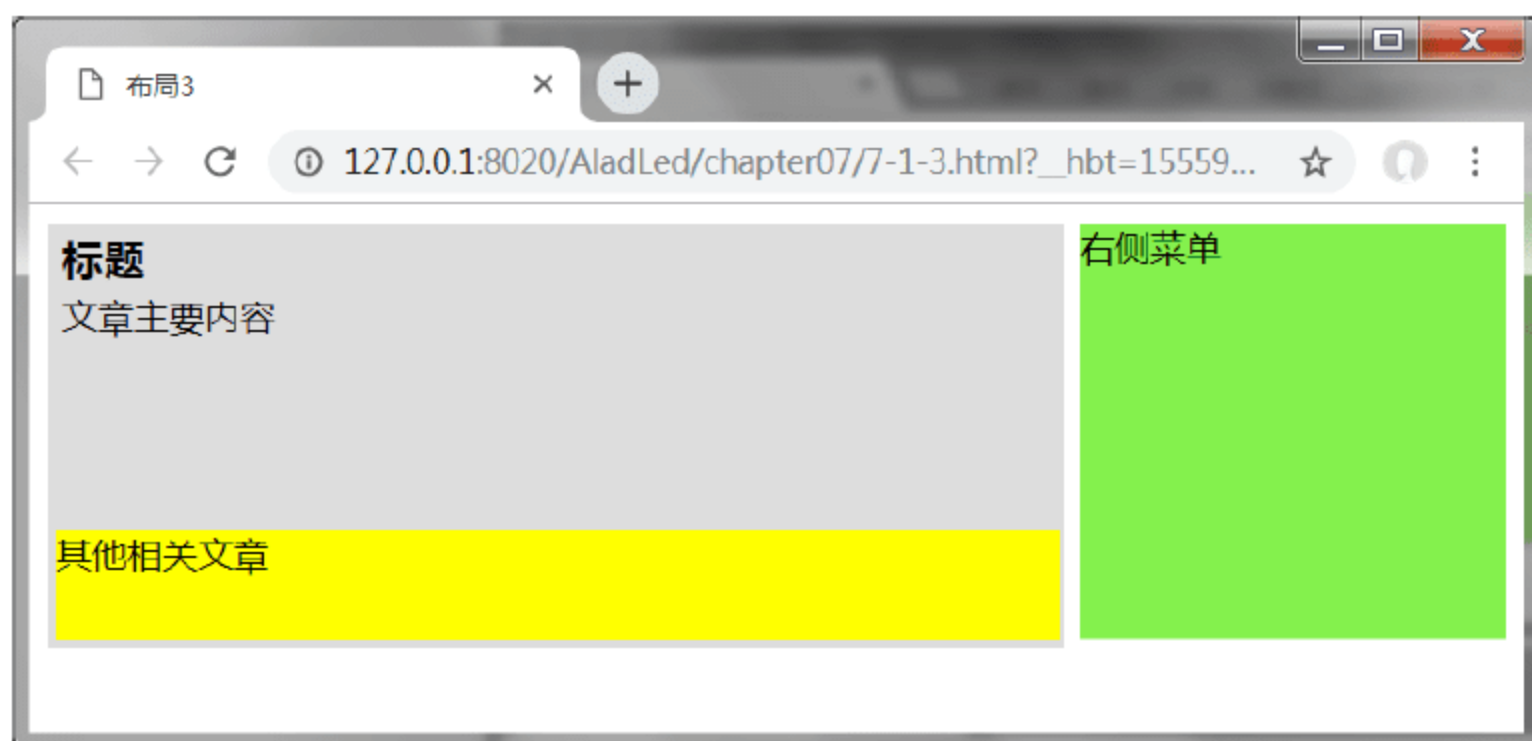 布局3
127.0.0.1:8020/AladLed/chapter07/7-1-3.html?__hbt=15559...
标题
文章主要内容
其他相关文章
右侧菜单